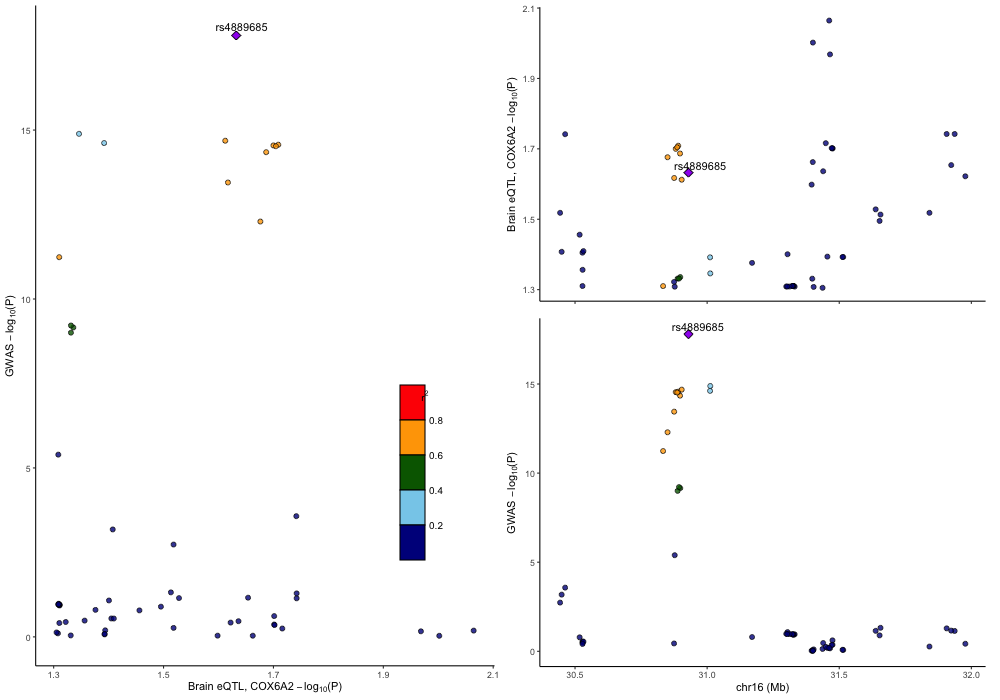 rs4889685
15
10
5
0
GWAS −log10(P)
1.3
1.5
1.7
1.9
2.1
Brain eQTL, COX6A2 −log10(P)
r2
0.8
0.6
0.4
0.2
2.1
1.9
1.7
1.5
1.3
Brain eQTL, COX6A2 −log10(P)
rs4889685
rs4889685
15
10
5
0
GWAS −log10(P)
30.5
31.0
31.5
32.0
chr16 (Mb)